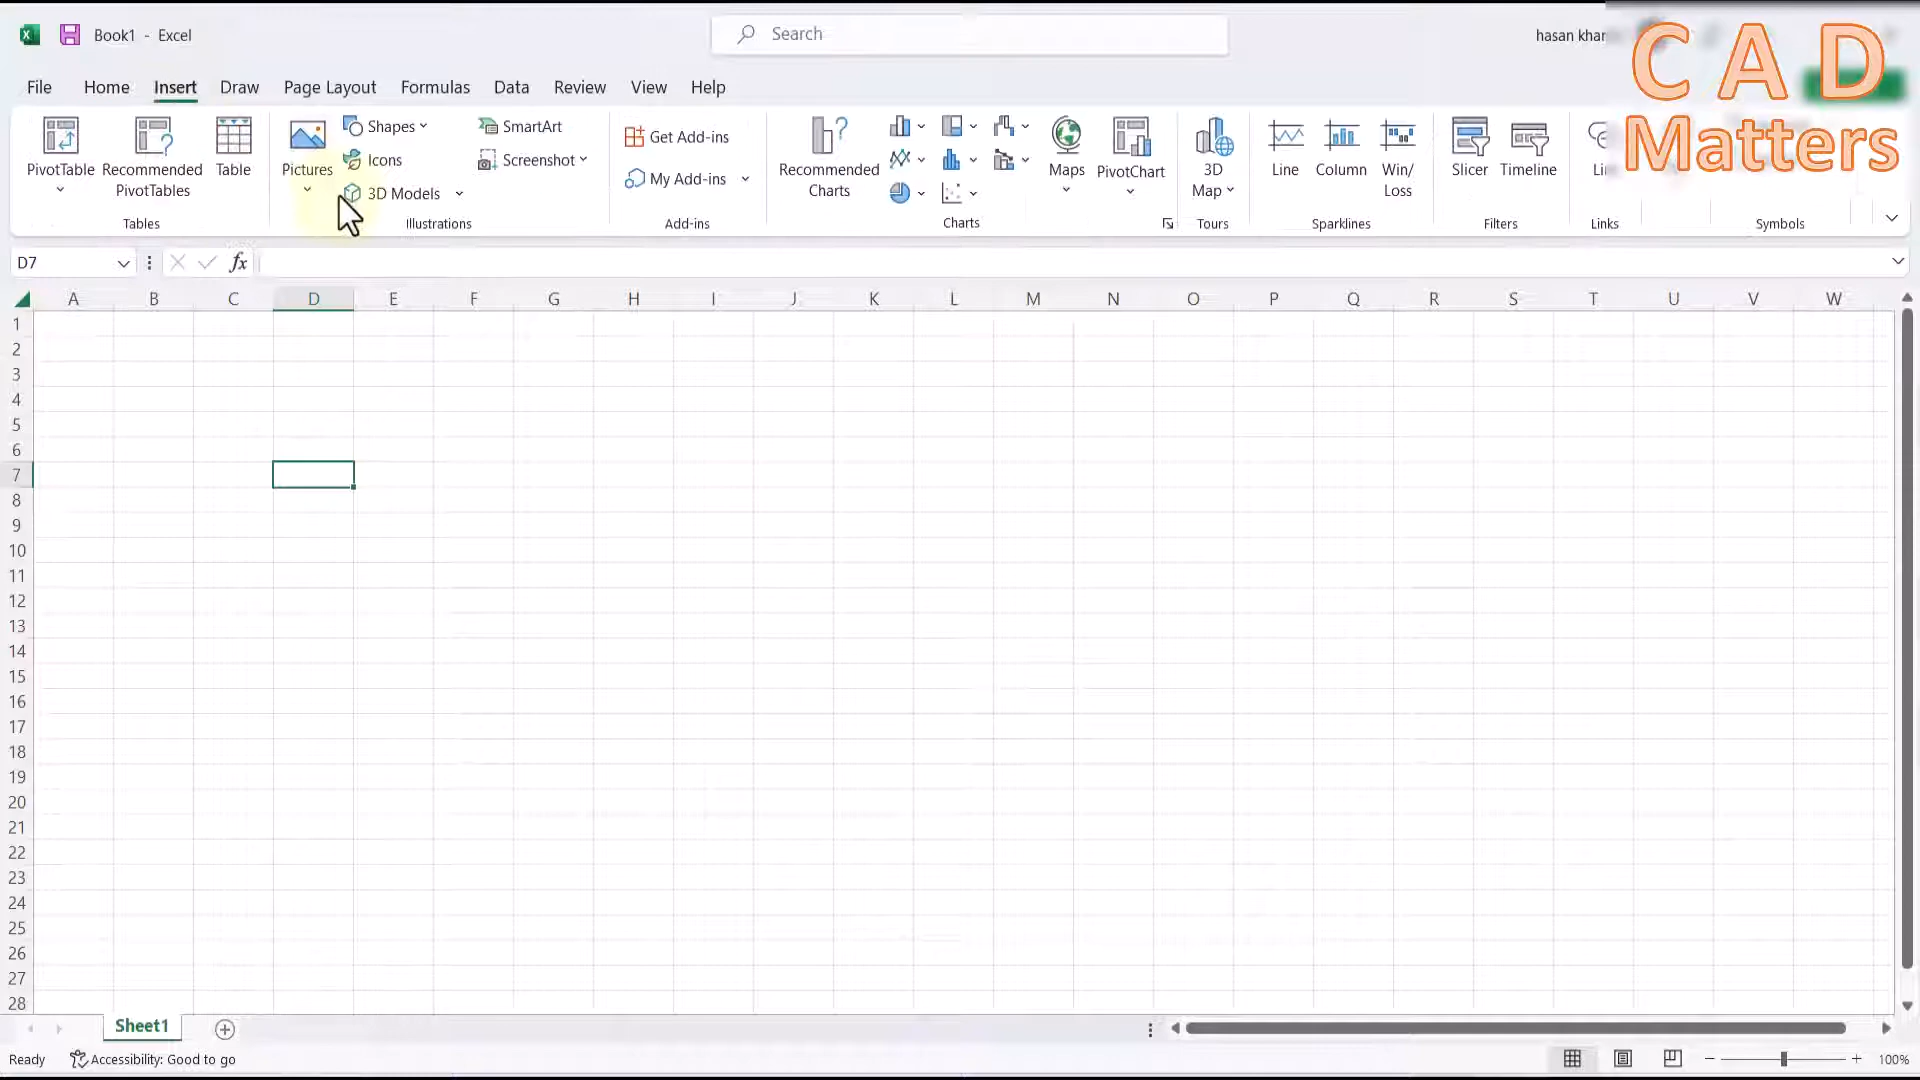 Book1 - Excel
Search
hasan khar
C A D
Matters
File Home Insert Draw Page Layout Formulas Data Review View Help
PivotTable
Recommended
PivotTables
Table
Tables
Pictures
Shapes
Icons
3D Models
SmartArt
Screenshot
Illustrations
Get Add-ins
My Add-ins
Add-ins
Recommended
Charts
Maps
PivotChart
Charts
3D
Map
Tours
Line
Column
Win/
Loss
Sparklines
Slicer
Timeline
Filters
Links
Symbols
D7
fx
A B C D E F G H I J K L M N O P Q R S T U V W
1
2
3
4
5
6
7
8
9
10
11
12
13
14
15
16
17
18
19
20
21
22
23
24
25
26
27
28
Sheet1
Ready
Accessibility: Good to go
100%